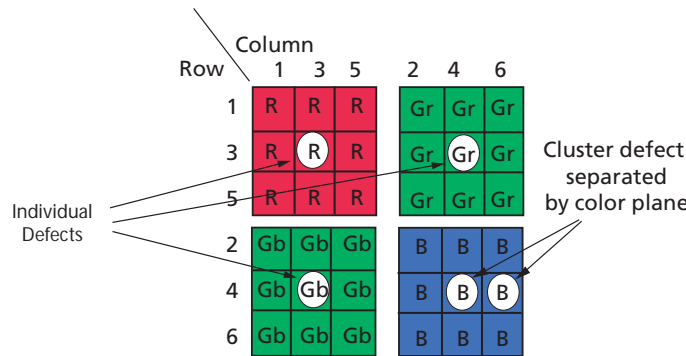 Column
Row 1 3 5 2 4 6
1 R R R Gr Gr Gr
3 R R R Gr Gr Gr
5 R R R Gr Gr Gr
2 Gb Gb Gb B B B
4 Gb Gb Gb B B B
6 Gb Gb Gb B B B
Individual
Defects
Cluster defect
separated
by color plane